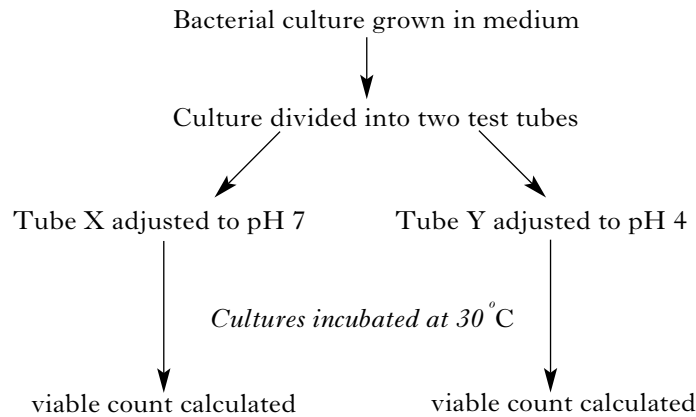 Bacterial culture grown in medium
Culture divided into two test tubes
Tube X adjusted to pH 7
Tube Y adjusted to pH 4
Cultures incubated at 30°C
viable count calculated
viable count calculated